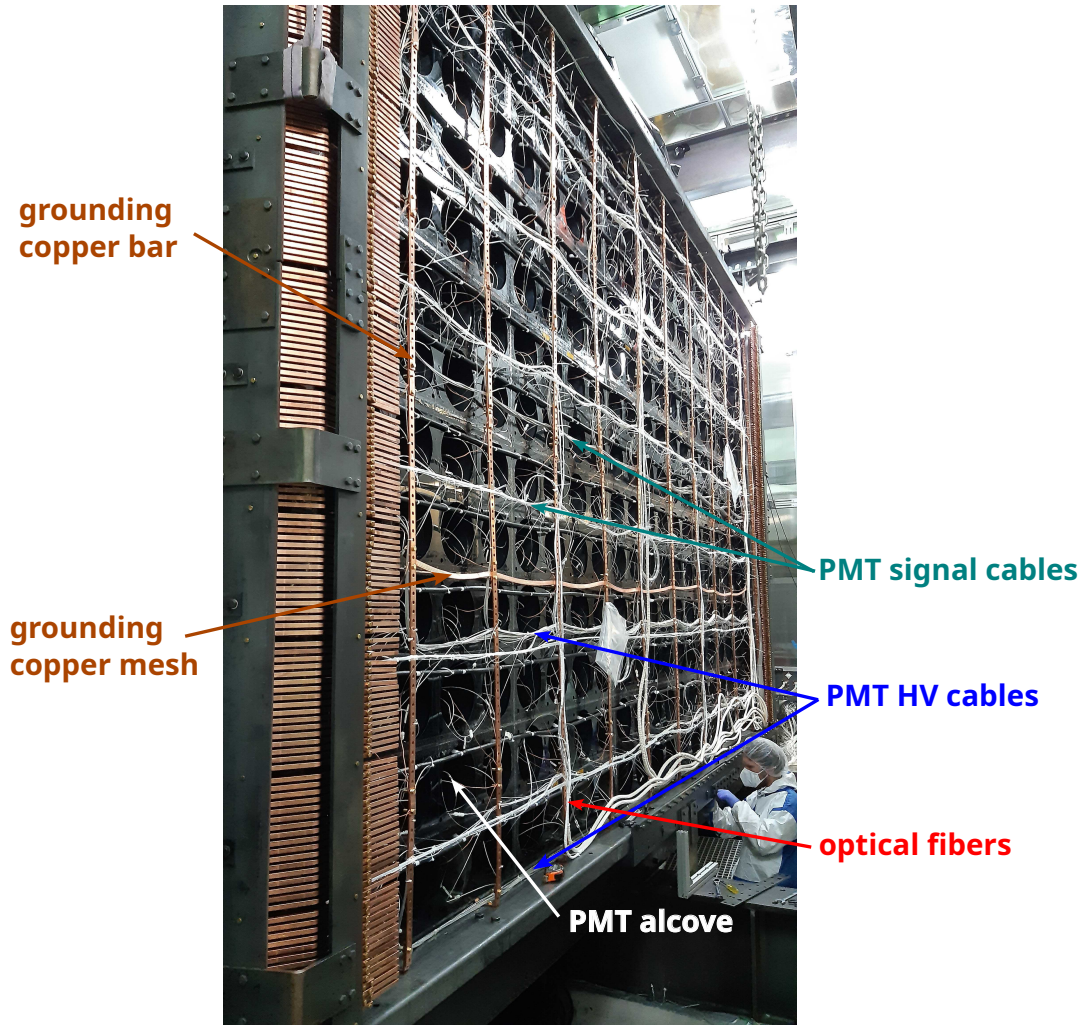 grounding
copper bar
PMT signal cables
grounding
copper mesh
PMT HV cables
optical fibers
PMT alcove